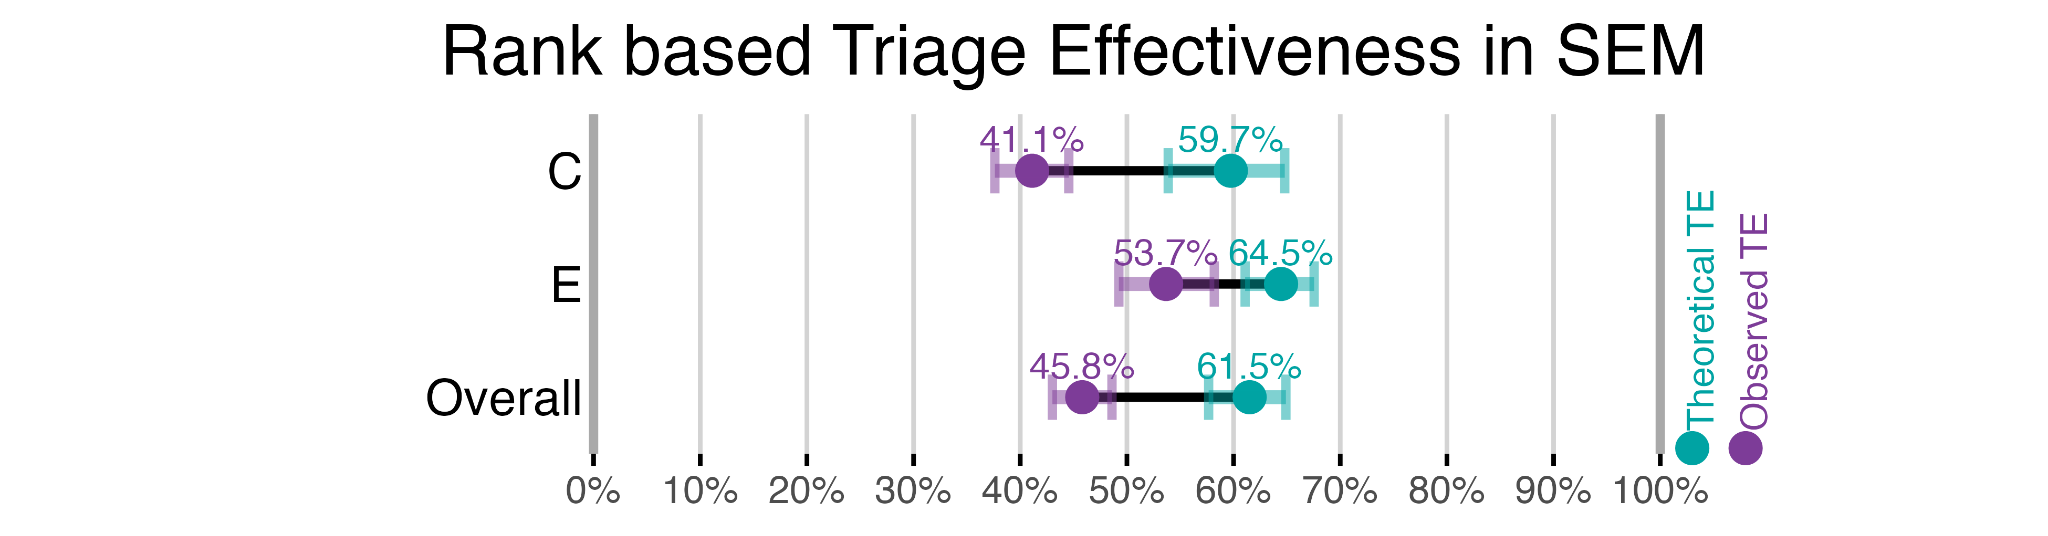 Rank based Triage Effectiveness in SEM
C
41.1%
59.7%
E
53.7%
64.5%
Overall
45.8%
61.5%
0% 10% 20% 30% 40% 50% 60% 70% 80% 90% 100%
Theoretical TE
Observed TE